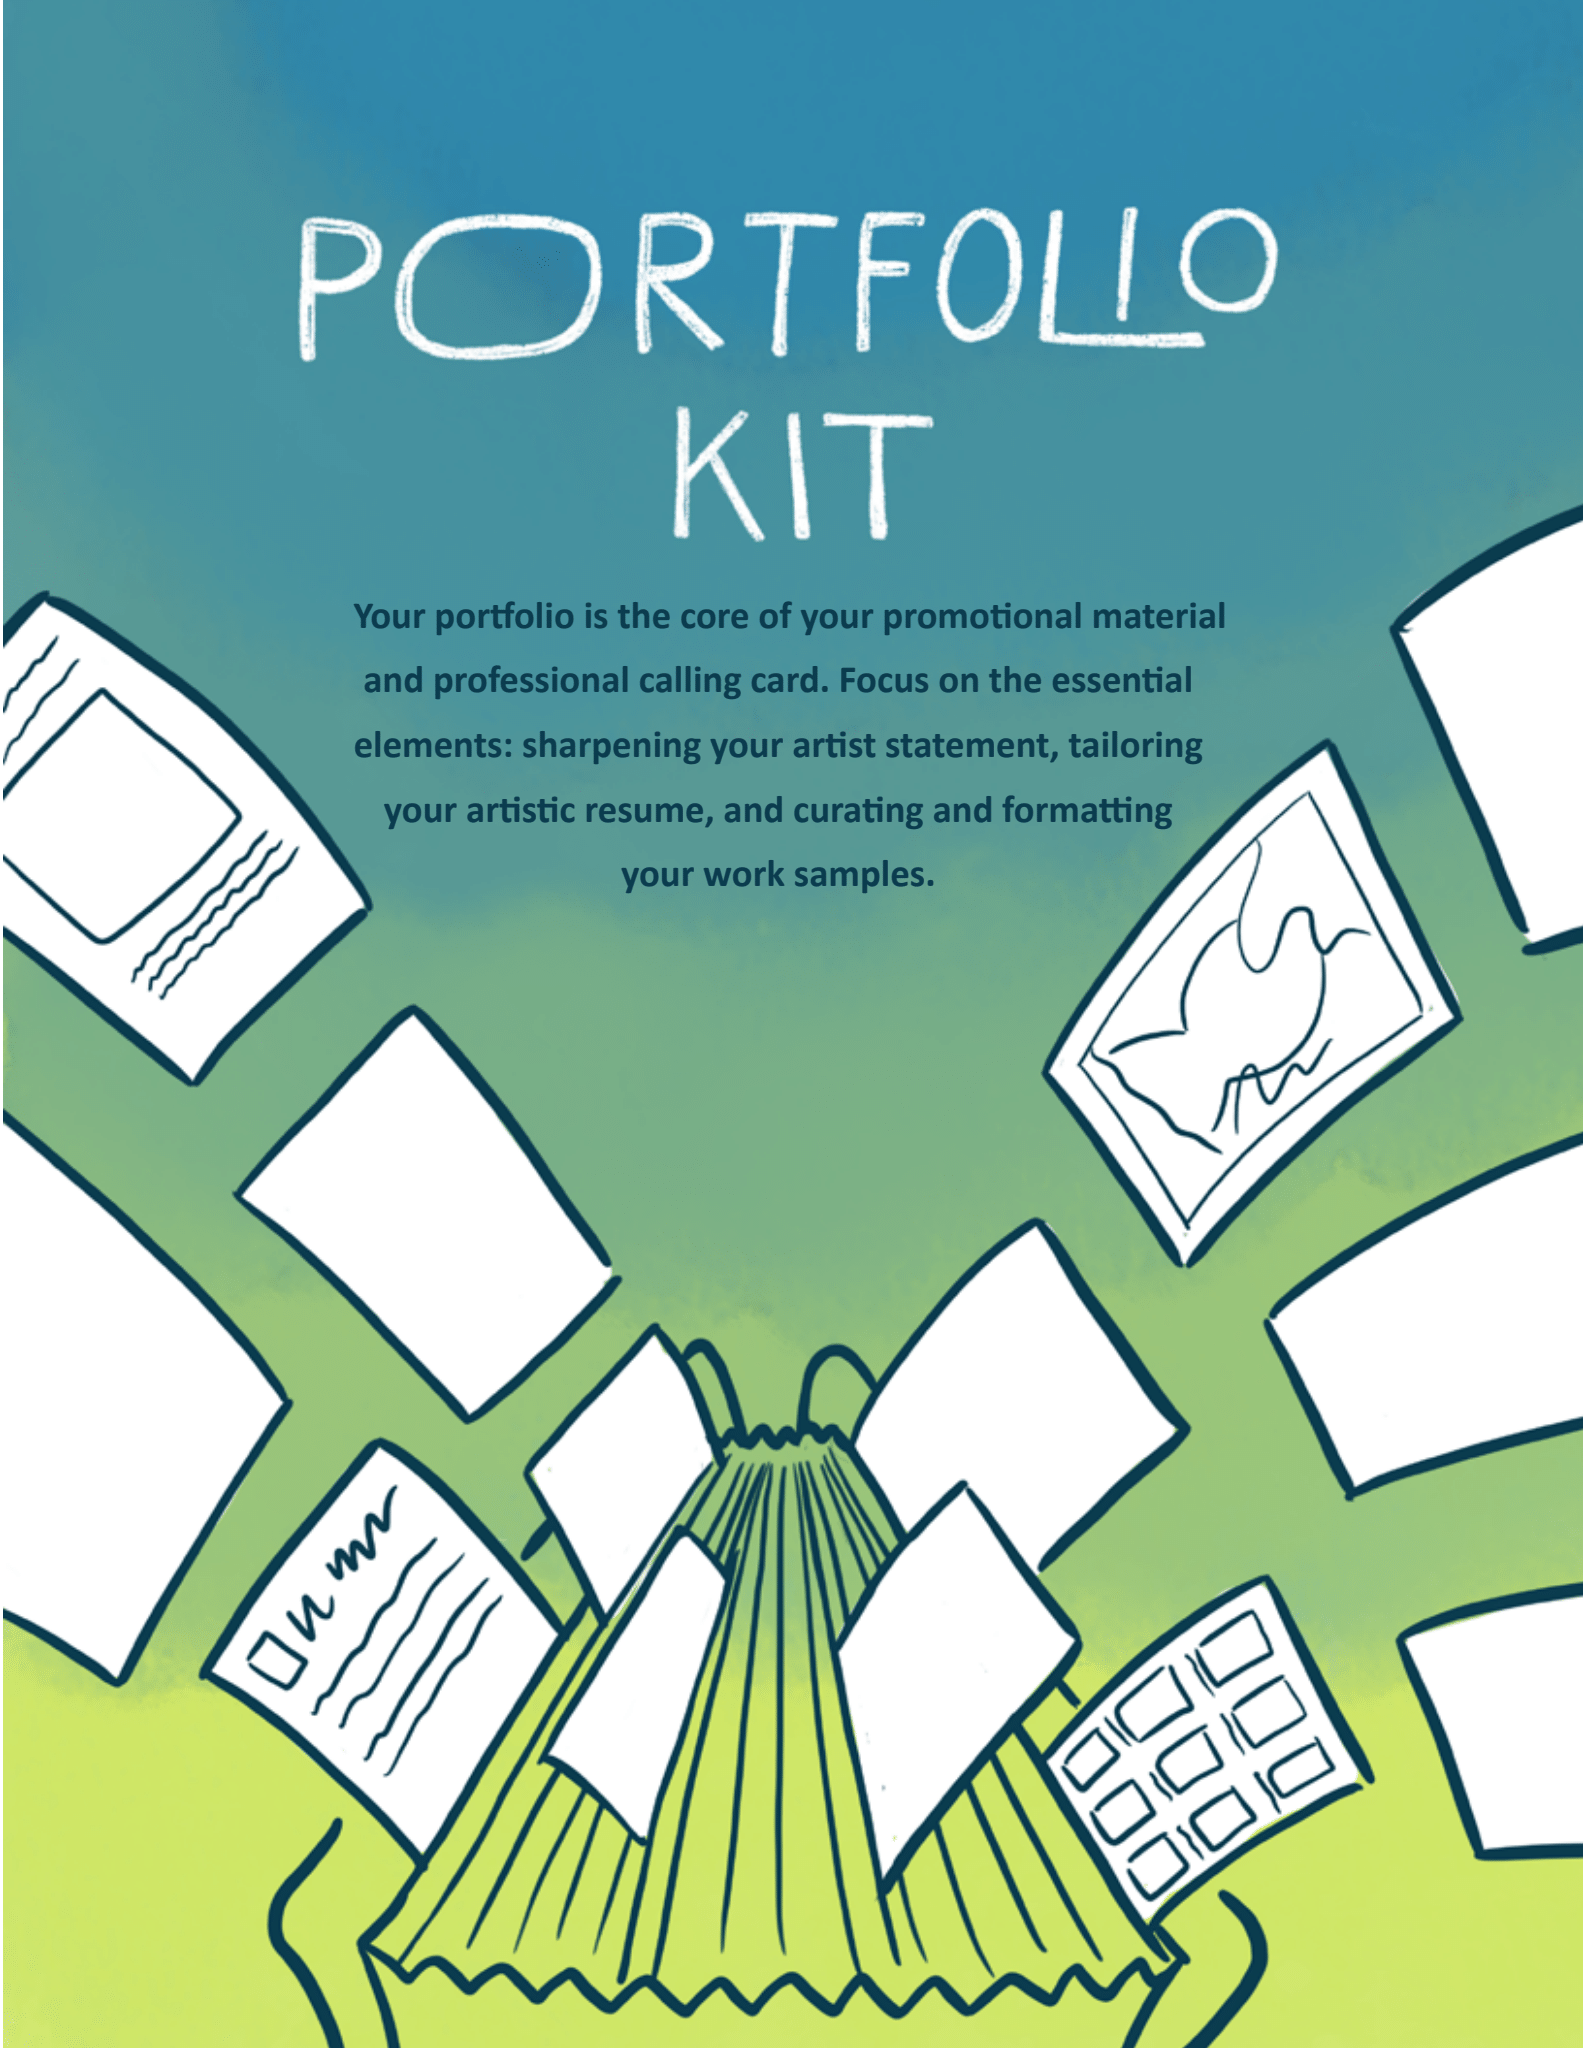 PORTFOLIO
KIT
Your portfolio is the core of your promotional material
and professional calling card. Focus on the essential
elements: sharpening your artist statement, tailoring
your artistic resume, and curating and formatting
your work samples.